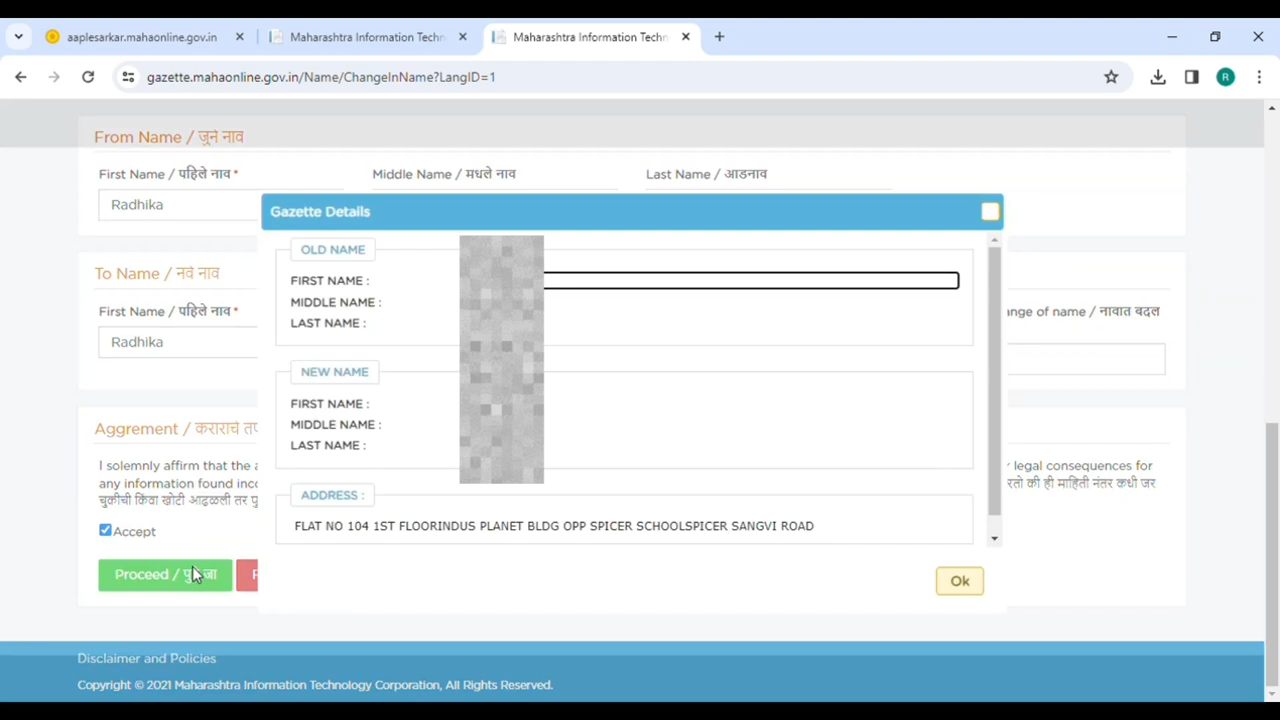 aaplesarkar.mahaonline.gov.in
Maharashtra Information Techn
Maharashtra Information Techn
gazette.mahaonline.gov.in/Name/ChangeInName?LangID=1
R
From Name / जुने नाव
First Name / पहिले नाव *
Middle Name / मधले नाव
Last Name / आडनाव
Radhika
Gazette Details
OLD NAME
FIRST NAME :
MIDDLE NAME :
LAST NAME :
To Name / नवे नाव
First Name / पहिले नाव *
ange of name / नावात बदल
Radhika
NEW NAME
FIRST NAME :
MIDDLE NAME :
LAST NAME :
Aggrement / कराराचे
I solemnly affirm that the
legal consequences for
any information found
रतो की ही माहिती नंतर कधी जर
चुकीची किंवा खोटी आढळली तर
ADDRESS :
FLAT NO 104 1ST FLOORINDUS PLANET BLDG OPP SPICER SCHOOLSPICER SANGVI ROAD
Accept
Proceed /
Ok
Disclaimer and Policies
Copyright © 2021 Maharashtra Information Technology Corporation, All Rights Reserved.